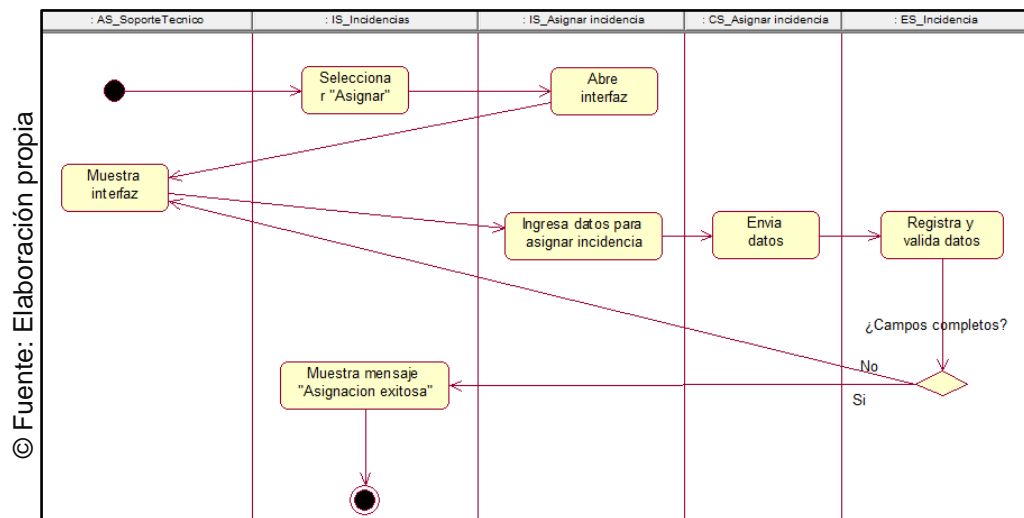 : AS_SoporteTecnico
: IS_Incidencias
: IS_Asignar incidencia
: CS_Asignar incidencia
: ES_Incidencia
Selecciona
r "Asignar"
Abre
interfaz
Muestra
interfaz
Ingresa datos para
asignar incidencia
Envia
datos
Registra y
valida datos
¿Campos completos?
No
Si
Muestra mensaje
"Asignacion exitosa"
© Fuente: Elaboración propia